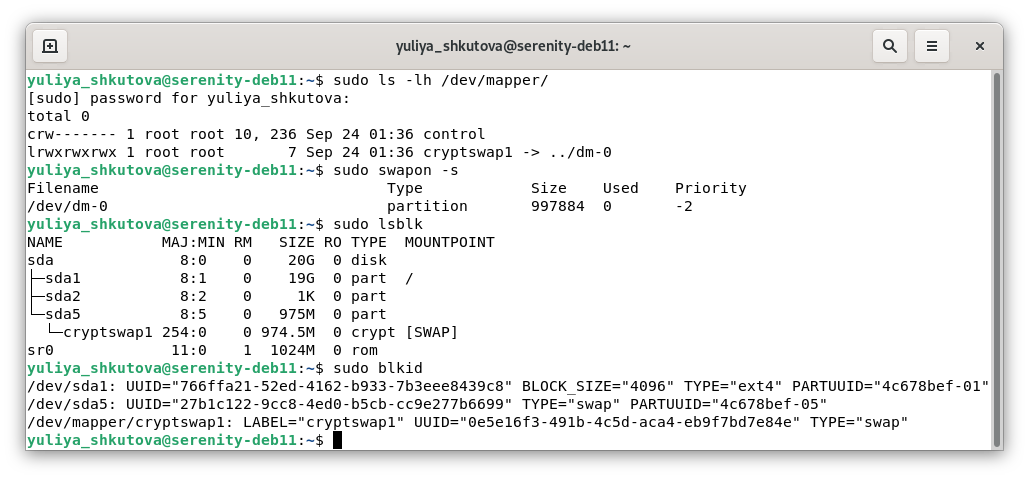 yuliya_shkutova@serenity-deb11: ~
yuliya_shkutova@serenity-deb11:~$ sudo ls -lh /dev/mapper/
[sudo] password for yuliya_shkutova:
total 0
crw------- 1 root root 10, 236 Sep 24 01:36 control
lrwxrwxrwx 1 root root       7 Sep 24 01:36 cryptswap1 -> ../dm-0
yuliya_shkutova@serenity-deb11:~$ sudo swapon -s
Filename                                Type            Size    Used    Priority
/dev/dm-0                               partition       997884  0       -2
yuliya_shkutova@serenity-deb11:~$ sudo lsblk
NAME           MAJ:MIN RM   SIZE RO TYPE  MOUNTPOINT
sda              8:0    0    20G  0 disk
├─sda1           8:1    0    19G  0 part  /
├─sda2           8:2    0     1K  0 part
└─sda5           8:5    0   975M  0 part
  └─cryptswap1 254:0    0 974.5M  0 crypt [SWAP]
sr0             11:0    1  1024M  0 rom
yuliya_shkutova@serenity-deb11:~$ sudo blkid
/dev/sda1: UUID="766ffa21-52ed-4162-b933-7b3eee8439c8" BLOCK_SIZE="4096" TYPE="ext4" PARTUUID="4c678bef-01"
/dev/sda5: UUID="27b1c122-9cc8-4ed0-b5cb-cc9e277b6699" TYPE="swap" PARTUUID="4c678bef-05"
/dev/mapper/cryptswap1: LABEL="cryptswap1" UUID="0e5e16f3-491b-4c5d-aca4-eb9f7bd7e84e" TYPE="swap"
yuliya_shkutova@serenity-deb11:~$